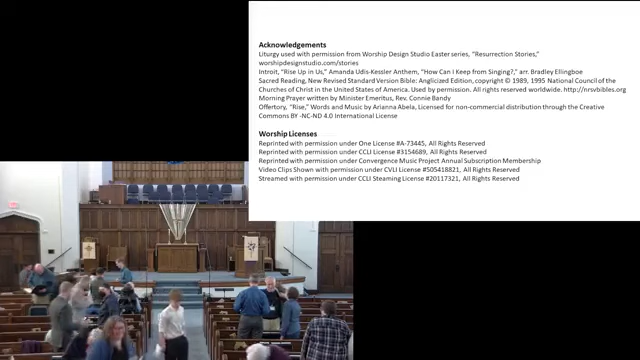 Acknowledgements
Liturgy used with permission from Worship Design Studio Easter series, "Resurrection Stories,"
worshipdesignstudio.com/stories
Introit, "Rise Up in Us," Amanda Udis-Kessler Anthem, "How Can I Keep from Singing?," arr. Bradley Ellingboe
Sacred Reading, New Revised Standard Version Bible: Anglicized Edition, copyright © 1989, 1995 National Council of the
Churches of Christ in the United States of America. Used by permission. All rights reserved worldwide. http://nrsvbibles.org
Morning Prayer written by Minister Emeritus, Rev. Connie Bandy
Offertory, "Rise," Words and Music by Arianna Abela, Licensed for non-commercial distribution through the Creative
Commons BY -NC-ND 4.0 International License
Worship Licenses
Reprinted with permission under One License #A-73445, All Rights Reserved
Reprinted with permission under CCLI License #3154689, All Rights Reserved
Reprinted with permission under Convergence Music Project Annual Subscription Membership
Video Clips Shown with permission under CVLI License #505418821, All Rights Reserved
Streamed with permission under CCLI Steaming License #20117321, All Rights Reserved